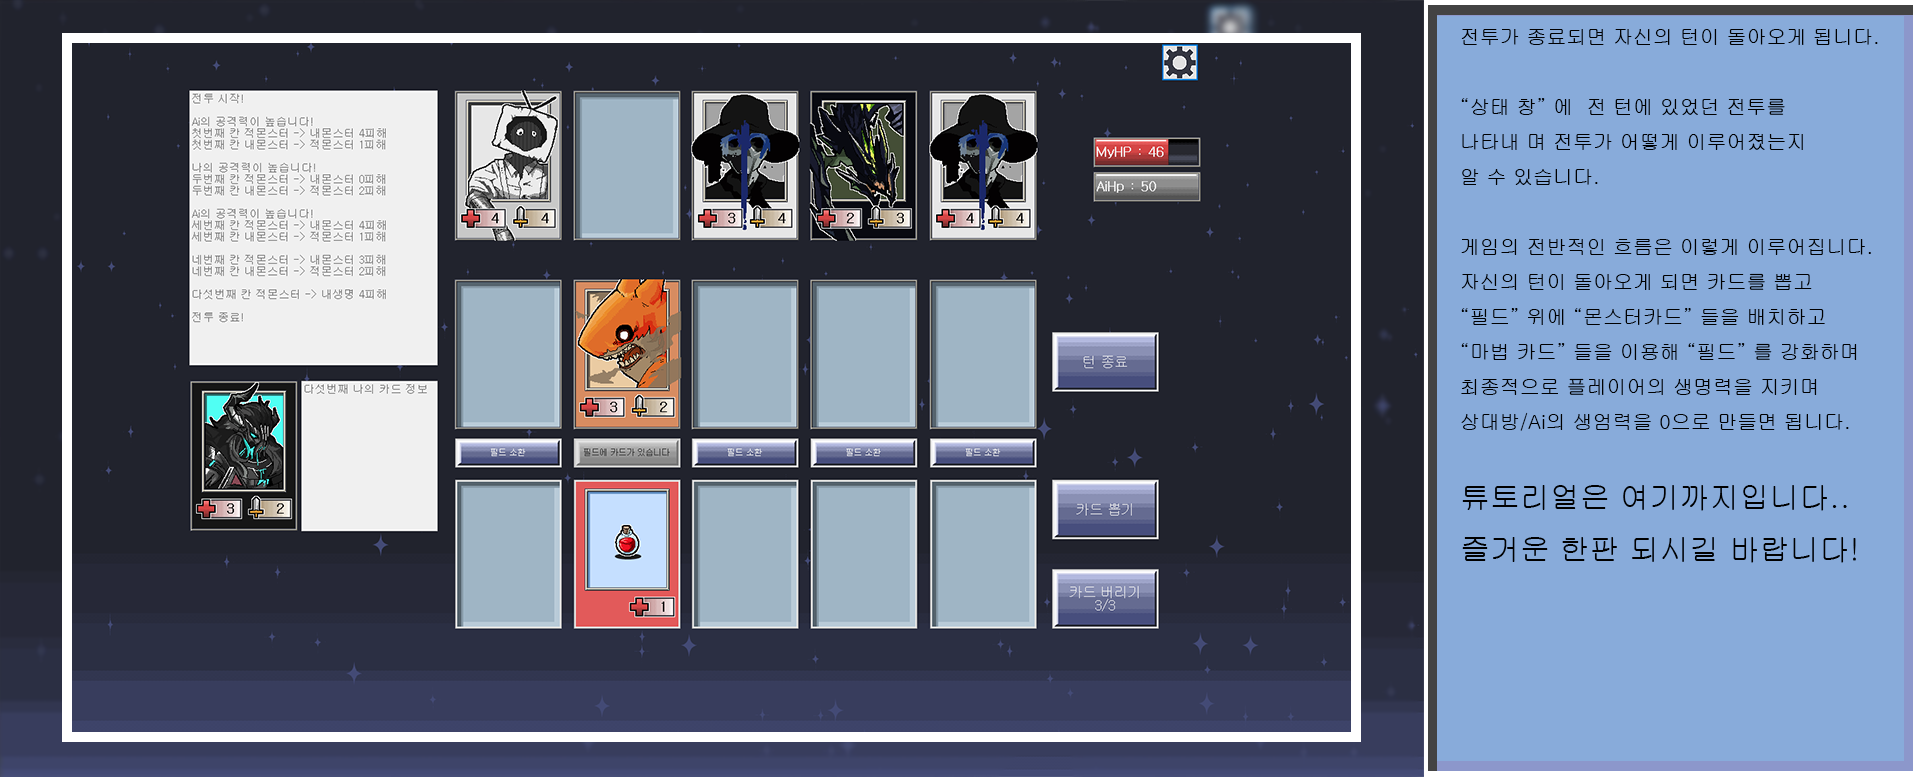 전투 시작!
Ai의 공격력이 높습니다!
첫번째 칸 적몬스터 -> 내몬스터 4피해
첫번째 칸 내몬스터 -> 적몬스터 1피해
나의 공격력이 높습니다!
두번째 칸 적몬스터 -> 내몬스터 0피해
두번째 칸 내몬스터 -> 적몬스터 2피해
Ai의 공격력이 높습니다!
세번째 칸 적몬스터 -> 내몬스터 4피해
세번째 칸 내몬스터 -> 적몬스터 1피해
네번째 칸 적몬스터 -> 내몬스터 3피해
네번째 칸 내몬스터 -> 적몬스터 2피해
다섯번째 칸 적몬스터 -> 내생명 4피해
전투 종료!
다섯번째 나의 카드 정보
3 2
4 4
3 4
2 3
4 4
MyHP : 46
AiHp : 50
3 2
턴 종료
필드 소환
필드에 카드가 있습니다
필드 소환
필드 소환
필드 소환
1
카드 뽑기
카드 버리기
3/3
전투가 종료되면 자신의 턴이 돌아오게 됩니다.
“상태 창” 에 전 턴에 있었던 전투를
나타내 며 전투가 어떻게 이루어졌는지
알 수 있습니다.
게임의 전반적인 흐름은 이렇게 이루어집니다.
자신의 턴이 돌아오게 되면 카드를 뽑고
“필드” 위에 “몬스터카드” 들을 배치하고
“마법 카드” 들을 이용해 “필드” 를 강화하며
최종적으로 플레이어의 생명력을 지키며
상대방/Ai의 생엄력을 0으로 만들면 됩니다.
튜토리얼은 여기까지입니다..
즐거운 한판 되시길 바랍니다!